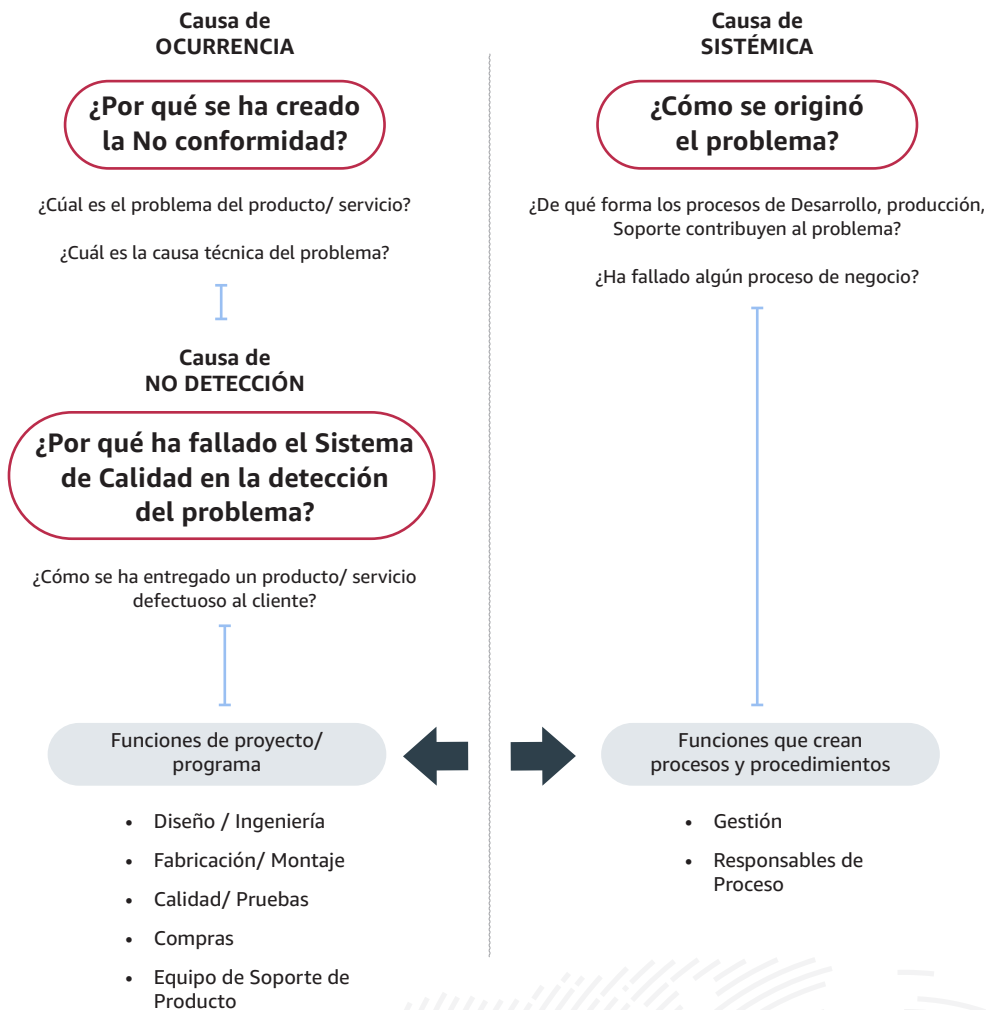 Causa de
OCURRENCIA
¿Por qué se ha creado
la No conformidad?
¿Cúal es el problema del producto/ servicio?
¿Cuál es la causa técnica del problema?
Causa de
NO DETECCIÓN
¿Por qué ha fallado el Sistema
de Calidad en la detección
del problema?
¿Cómo se ha entregado un producto/ servicio
defectuoso al cliente?
Funciones de proyecto/
programa
• Diseño / Ingeniería
• Fabricación/ Montaje
• Calidad/ Pruebas
• Compras
• Equipo de Soporte de
Producto
Causa de
SISTÉMICA
¿Cómo se originó
el problema?
¿De qué forma los procesos de Desarrollo, producción,
Soporte contribuyen al problema?
¿Ha fallado algún proceso de negocio?
Funciones que crean
procesos y procedimientos
• Gestión
• Responsables de
Proceso